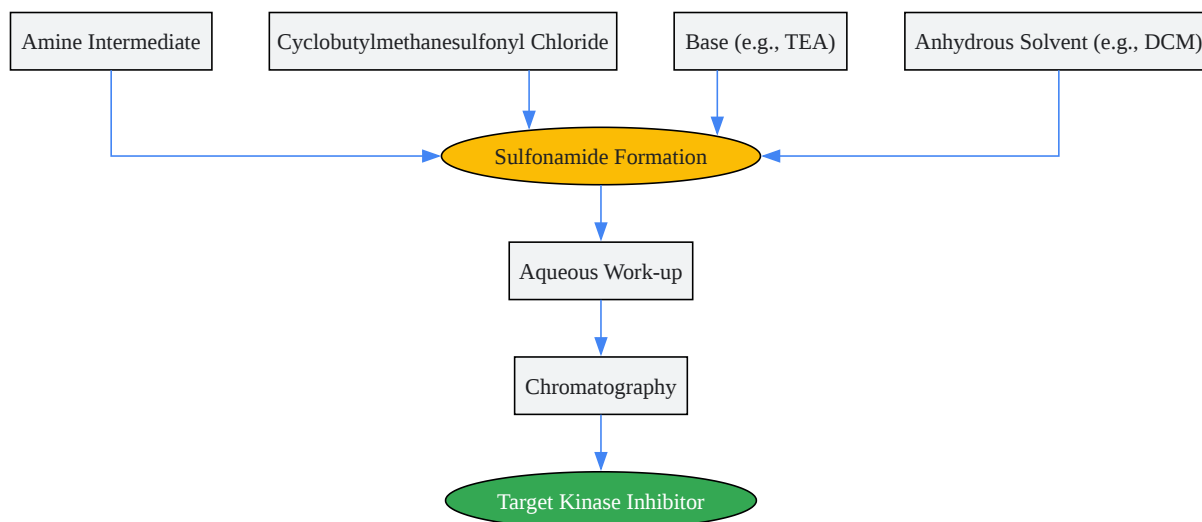 Amine Intermediate
Cyclobutylmethanesulfonyl Chloride
Base (e.g., TEA)
Anhydrous Solvent (e.g., DCM)
Sulfonamide Formation
Aqueous Work-up
Chromatography
Target Kinase Inhibitor